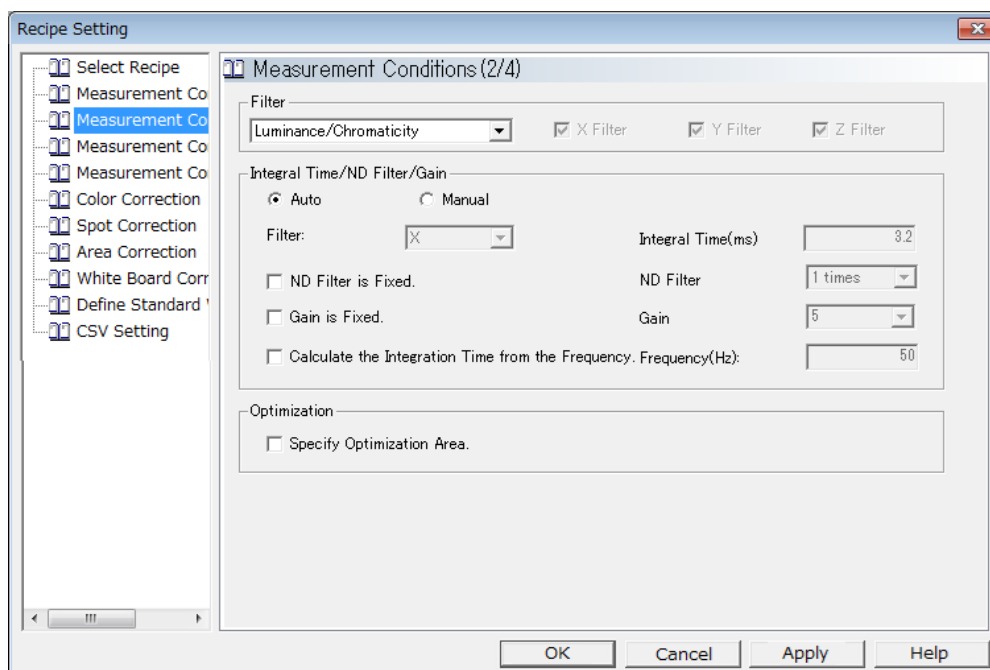 Recipe Setting
Select Recipe
Measurement Co
Measurement Co
Measurement Co
Measurement Co
Color Correction
Spot Correction
Area Correction
White Board Corr
Define Standard
CSV Setting
Measurement Conditions(2/4)
Filter
Luminance/Chromaticity
X Filter
Y Filter
Z Filter
Integral Time/ND Filter/Gain
Auto
Manual
Filter:
X
Integral Time(ms)
3.2
ND Filter is Fixed.
ND Filter
1 times
Gain is Fixed.
Gain
5
Calculate the Integration Time from the Frequency.
Frequency(Hz):
50
Optimization
Specify Optimization Area.
OK
Cancel
Apply
Help